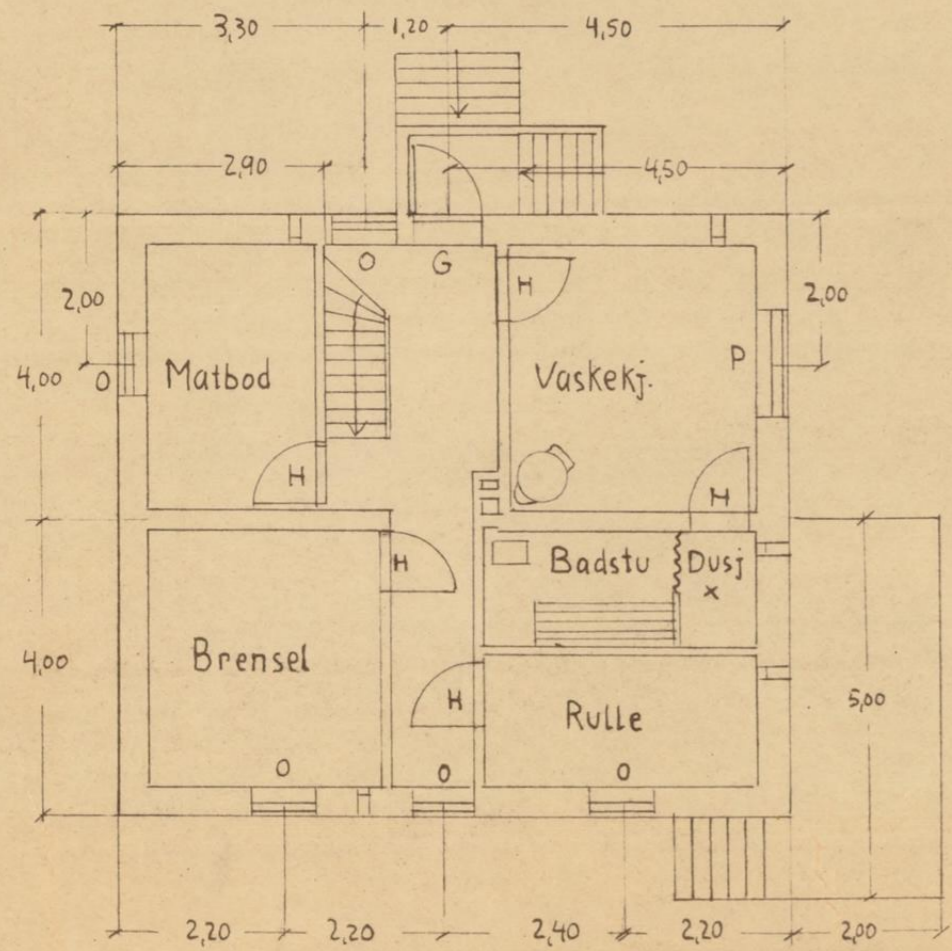 3,30 1,20 4,50
2,90 4,50
O G
H
2,00 2,00
4,00 O Matbod Vaskekj. P
H H
H Badstu Dusj
x
4,00 Brensel
H Rulle 5,00
O O O
2,20 2,20 2,40 2,20 2,00